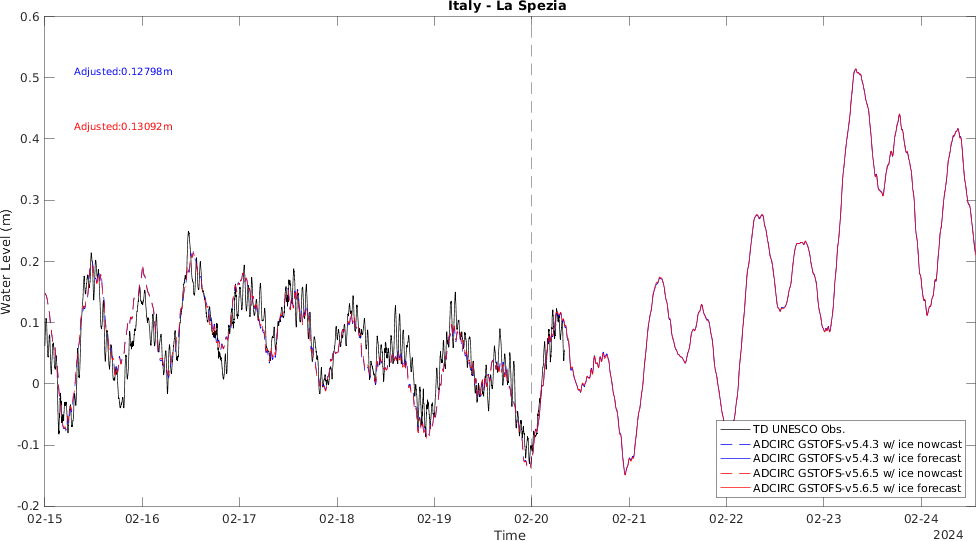 Italy - La Spezia
0.6
0.5
0.4
0.3
0.2
0.1
0
-0.1
-0.2
Water Level (m)
Adjusted:0.12798m
Adjusted:0.13092m
TD UNESCO Obs.
ADCIRC GSTOFS-v5.4.3 w/ ice nowcast
ADCIRC GSTOFS-v5.4.3 w/ ice forecast
ADCIRC GSTOFS-v5.6.5 w/ ice nowcast
ADCIRC GSTOFS-v5.6.5 w/ ice forecast
02-15 02-16 02-17 02-18 02-19 02-20 02-21 02-22 02-23 02-24
Time
2024